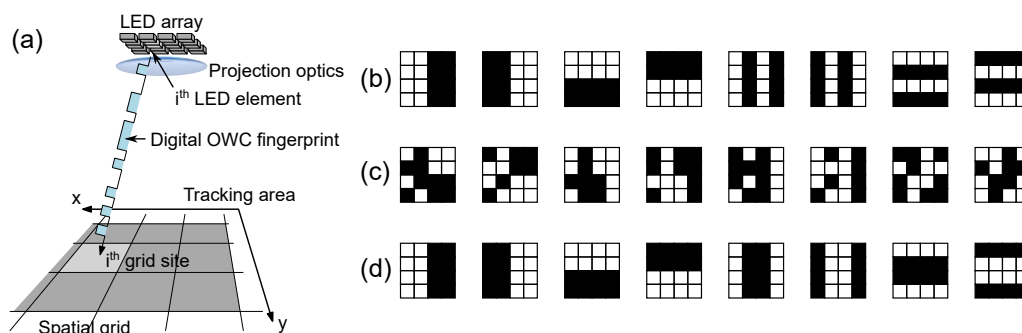 (a)
LED array
Projection optics
ith LED element
Digital OWC fingerprint
Tracking area
x
ith grid site
y
Spatial grid
(b)
(c)
(d)